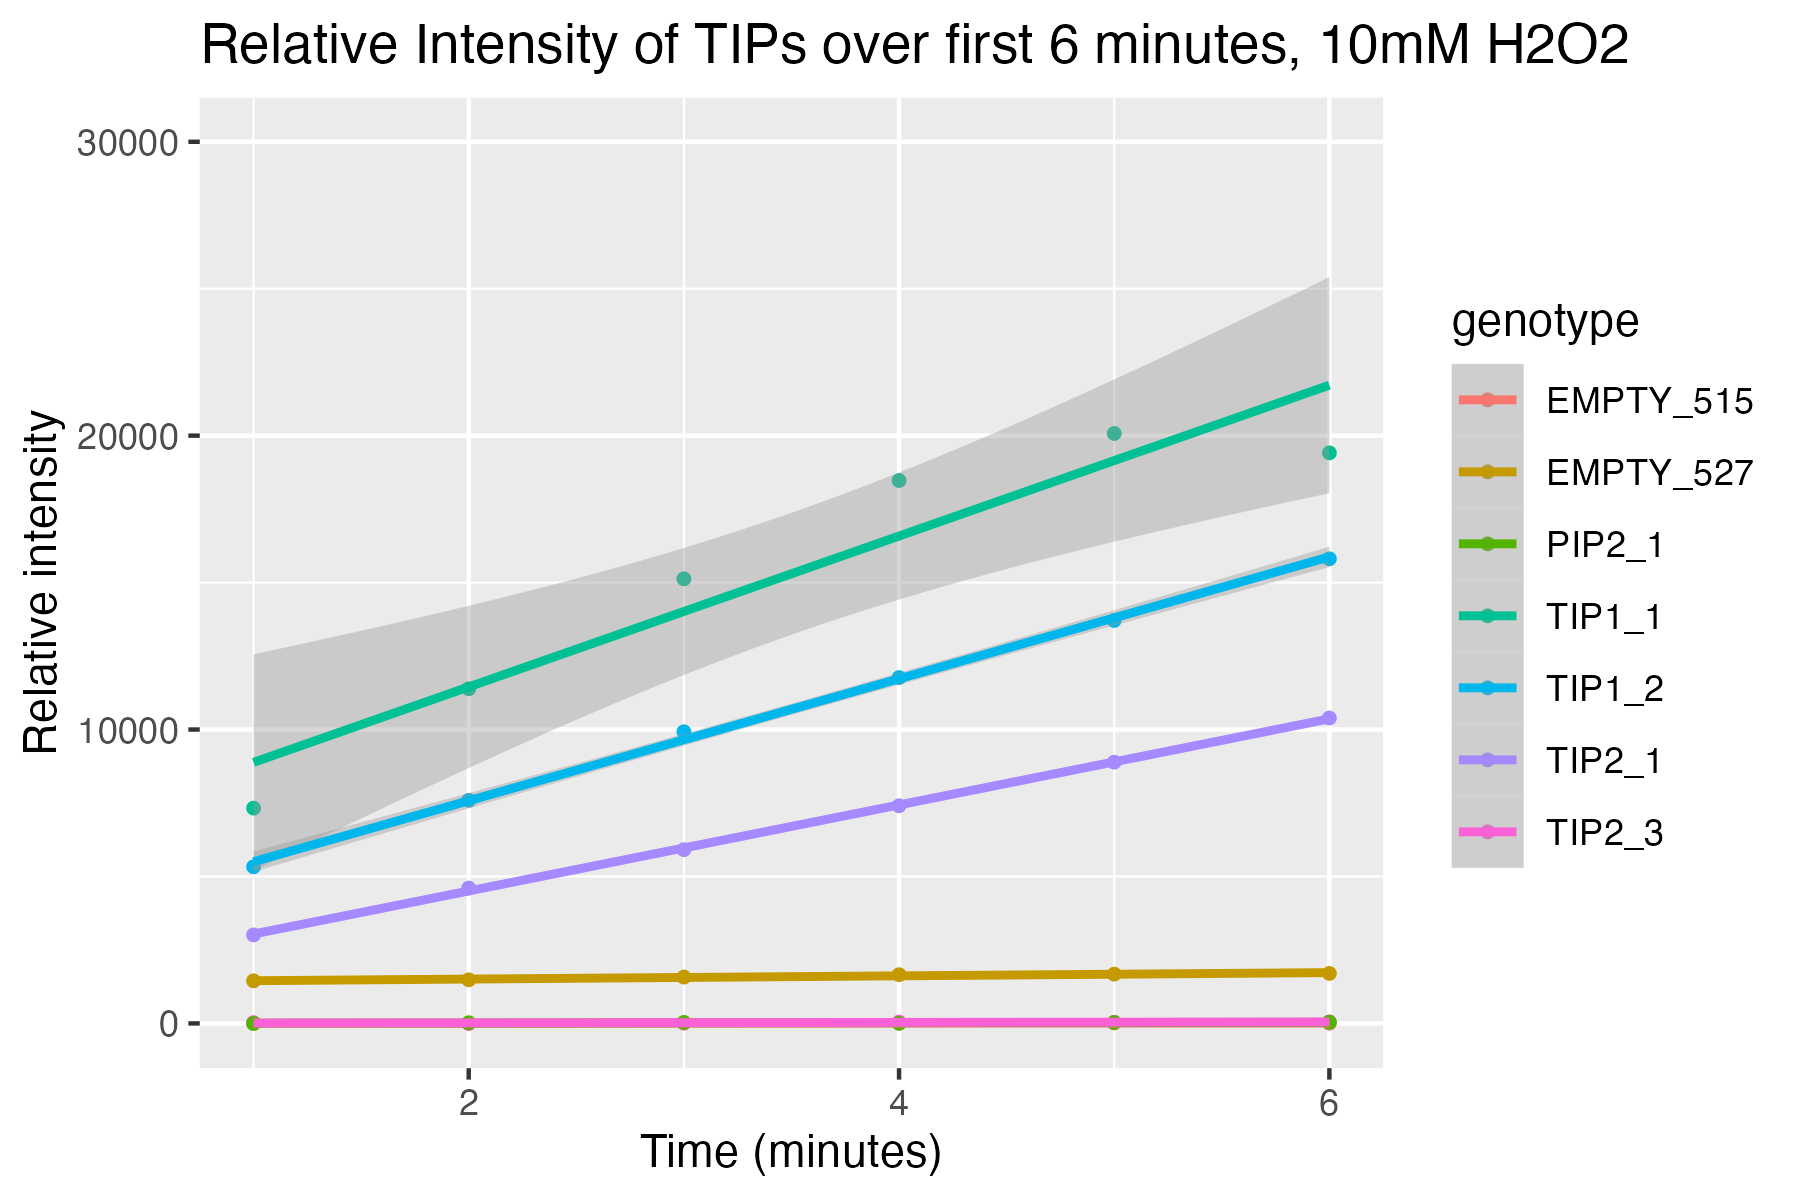 Relative Intensity of TIPs over first 6 minutes, 10mM H2O2
30000
20000
10000
0
Relative intensity
2 4 6
Time (minutes)
genotype
EMPTY_515
EMPTY_527
PIP2_1
TIP1_1
TIP1_2
TIP2_1
TIP2_3